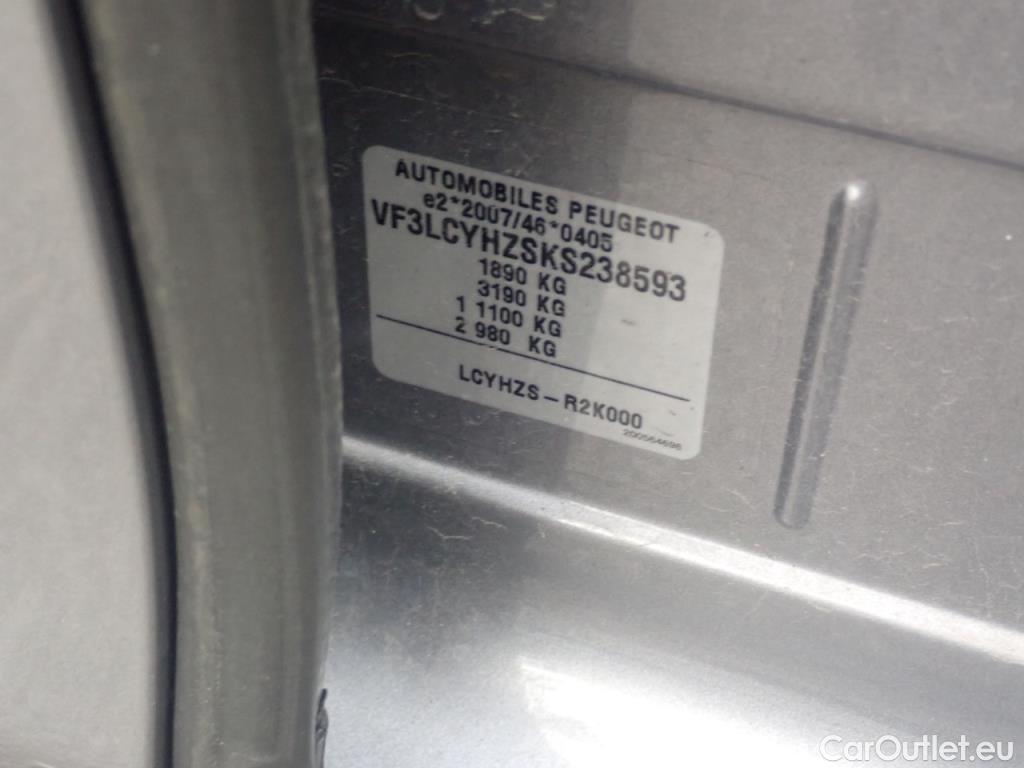 AUTOMOBILES PEUGEOT
e2*2007/46*0405
VF3LCYHZSKS238593
1890 KG
3190 KG
1 1100 KG
2 980 KG
LCYHZS-R2K000
200564696
CarOutlet.eu